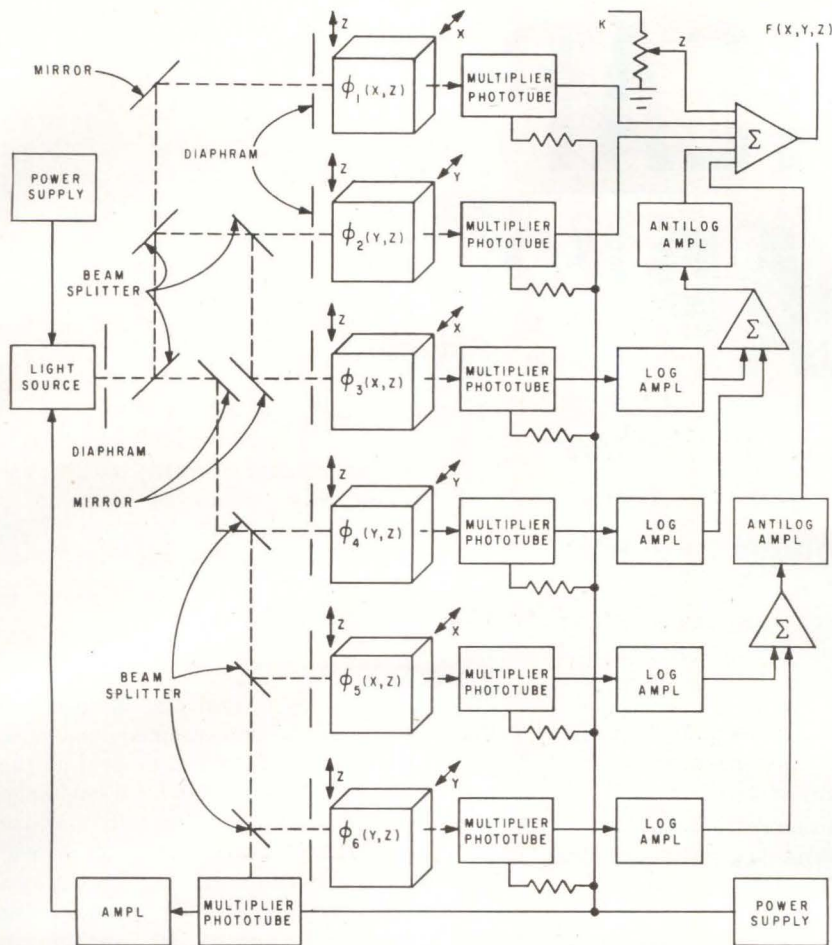 K
Z
F(X,Y,Z)
MIRROR
Z
X
ϕ₁(X,Z)
MULTIPLIER
PHOTOTUBE
Σ
DIAPHRAM
POWER
SUPPLY
Z
Y
ϕ₂(Y,Z)
MULTIPLIER
PHOTOTUBE
ANTILOG
AMPL
BEAM
SPLITTER
Σ
LIGHT
SOURCE
Z
X
ϕ₃(X,Z)
MULTIPLIER
PHOTOTUBE
LOG
AMPL
DIAPHRAM
MIRROR
Z
Y
ϕ₄(Y,Z)
MULTIPLIER
PHOTOTUBE
LOG
AMPL
ANTILOG
AMPL
Σ
BEAM
SPLITTER
Z
X
ϕ₅(X,Z)
MULTIPLIER
PHOTOTUBE
LOG
AMPL
Z
Y
ϕ₆(Y,Z)
MULTIPLIER
PHOTOTUBE
LOG
AMPL
AMPL
MULTIPLIER
PHOTOTUBE
POWER
SUPPLY